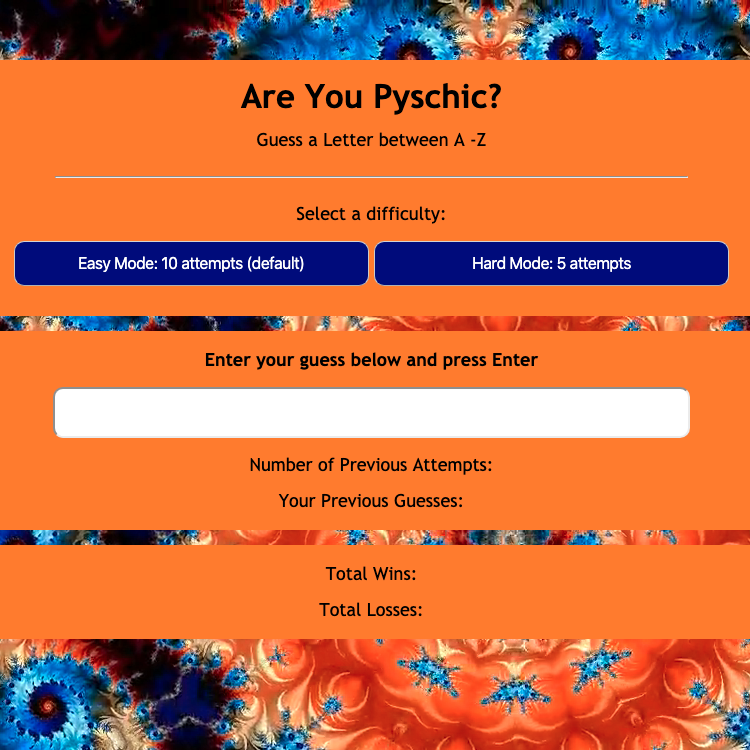 Are You Pyschic?
Guess a Letter between A -Z
Select a difficulty:
Easy Mode: 10 attempts (default)
Hard Mode: 5 attempts
Enter your guess below and press Enter
Number of Previous Attempts:
Your Previous Guesses:
Total Wins:
Total Losses: